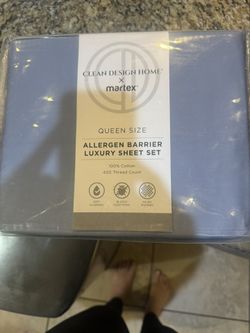 CLEAN DESIGN HOME®
X
martex®
QUEEN SIZE
ALLERGEN BARRIER
LUXURY SHEET SET
100% Cotton
400 Thread Count